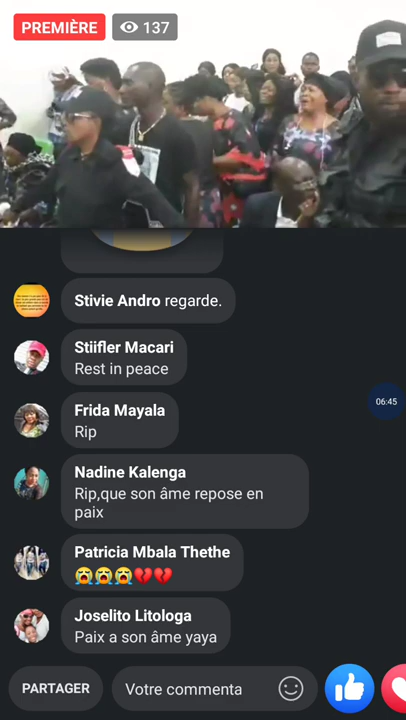 PREMIÈRE
137
Stivie Andro regarde.
Stiifler Macari
Rest in peace
06:45
Frida Mayala
Rip
Nadine Kalenga
Rip,que son âme repose en
paix
Patricia Mbala Thethe
😭😭😭💔💔
Joselito Litologa
Paix a son âme yaya
PARTAGER
Votre commenta